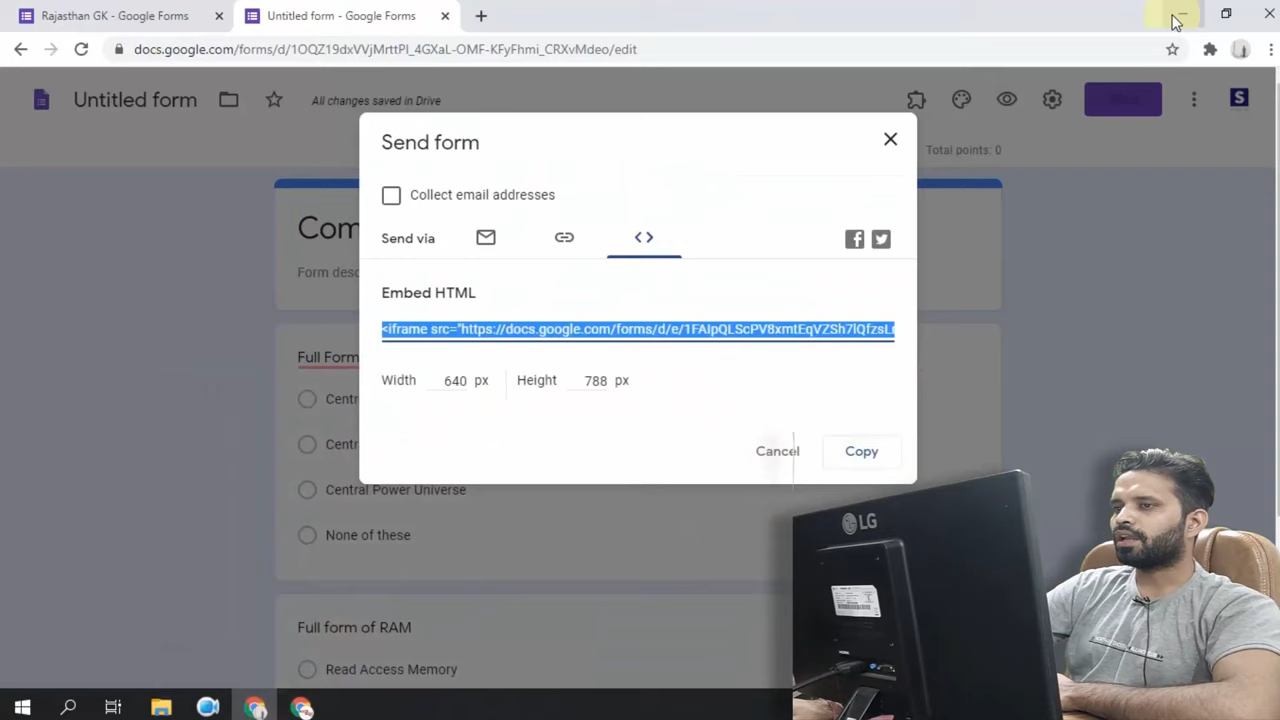 Rajasthan GK - Google Forms
Untitled form - Google Forms
docs.google.com/forms/d/1OQZ19dxVVjMrttPI_4GXaL-OMF-KFyFhmi_CRXvMdeo/edit
Untitled form
All changes saved in Drive
S
Send form
Total points: 0
Collect email addresses
Com
Send via
Form desc
Embed HTML
<iframe src="https://docs.google.com/forms/d/e/1FAIpQLScPV8xmtEqVZSh7lQfzsL
Full Form
Width 640 px
Height 788 px
Centr
Centr
Cancel
Copy
Central Power Universe
None of these
LG
Full form of RAM
Read Access Memory